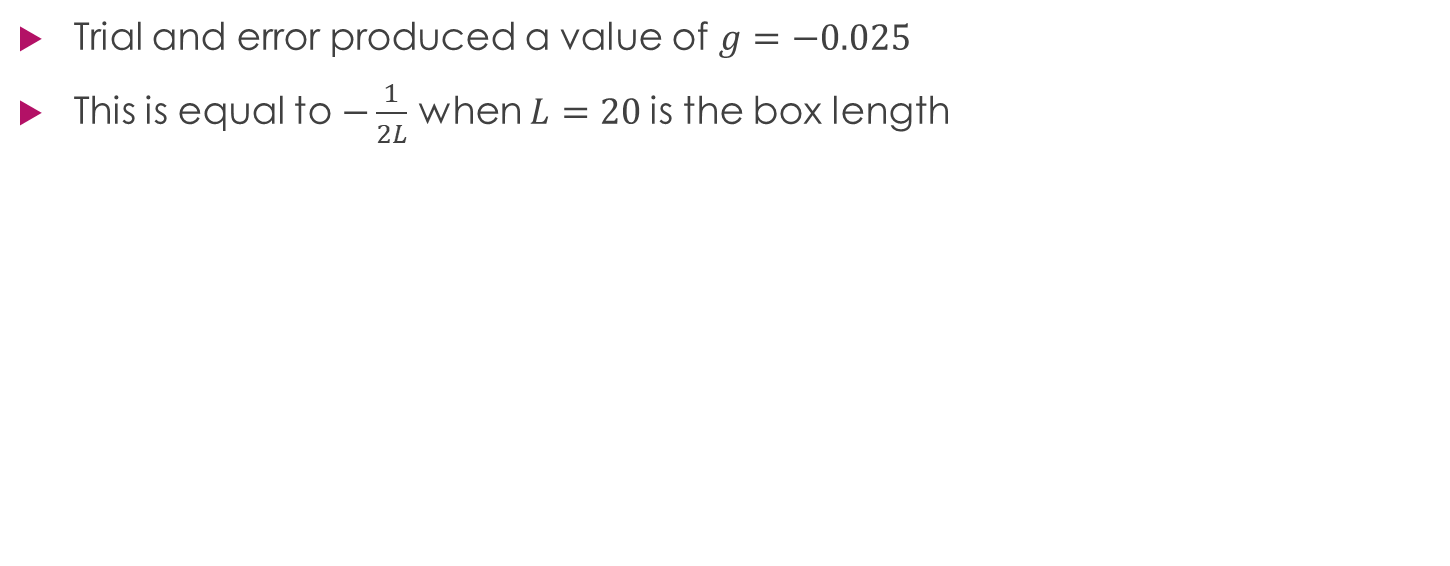 Trial and error produced a value of g = −0.025
This is equal to −1/2L when L = 20 is the box length